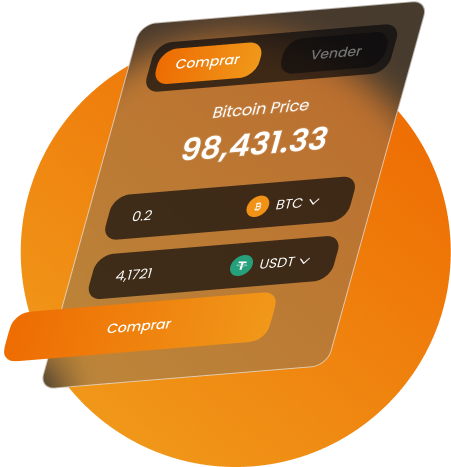 Comprar Vender
Bitcoin Price
98,431.33
0.2 BTC
4,1721 USDT
Comprar